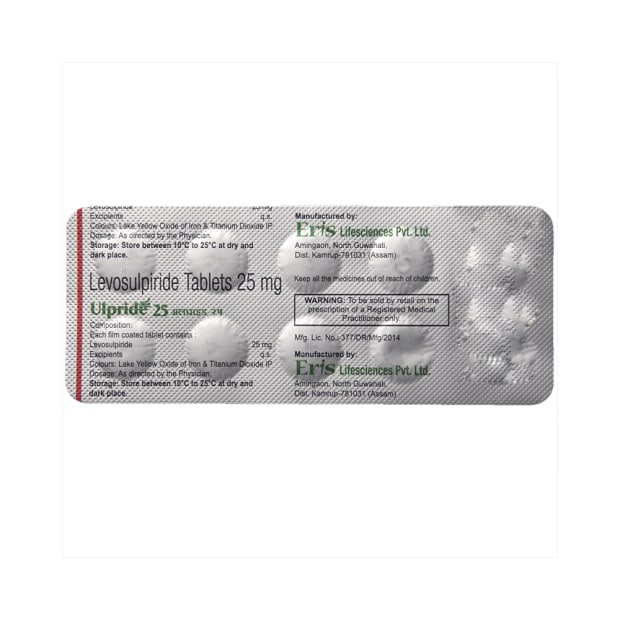 Levosulpiride 25 mg
Excipients q.s.
Colours: Lake Yellow Oxide of Iron & Titanium Dioxide IP
Dosage: As directed by the Physician.
Storage: Store between 10°C to 25°C at dry and
dark place.
Levosulpiride Tablets 25 mg
Ulpride 25
Composition:
Each film coated tablet contains :
Levosulpiride 25 mg
Excipients q.s.
Colours: Lake Yellow Oxide of Iron & Titanium Dioxide IP
Dosage: As directed by the Physician.
Storage: Store between 10°C to 25°C at dry and
dark place.
Manufactured by:
Eris Lifesciences Pvt. Ltd.
Amingaon, North Guwahati,
Dist. Kamrup-781031 (Assam)
Keep all the medicines out of reach of children.
WARNING: To be sold by retail on the
prescription of a Registered Medical
Practitioner only.
Mfg. Lic. No.: 377/DR/Mfg/2014
Manufactured by:
Eris Lifesciences Pvt. Ltd.
Amingaon, North Guwahati,
Dist. Kamrup-781031 (Assam)